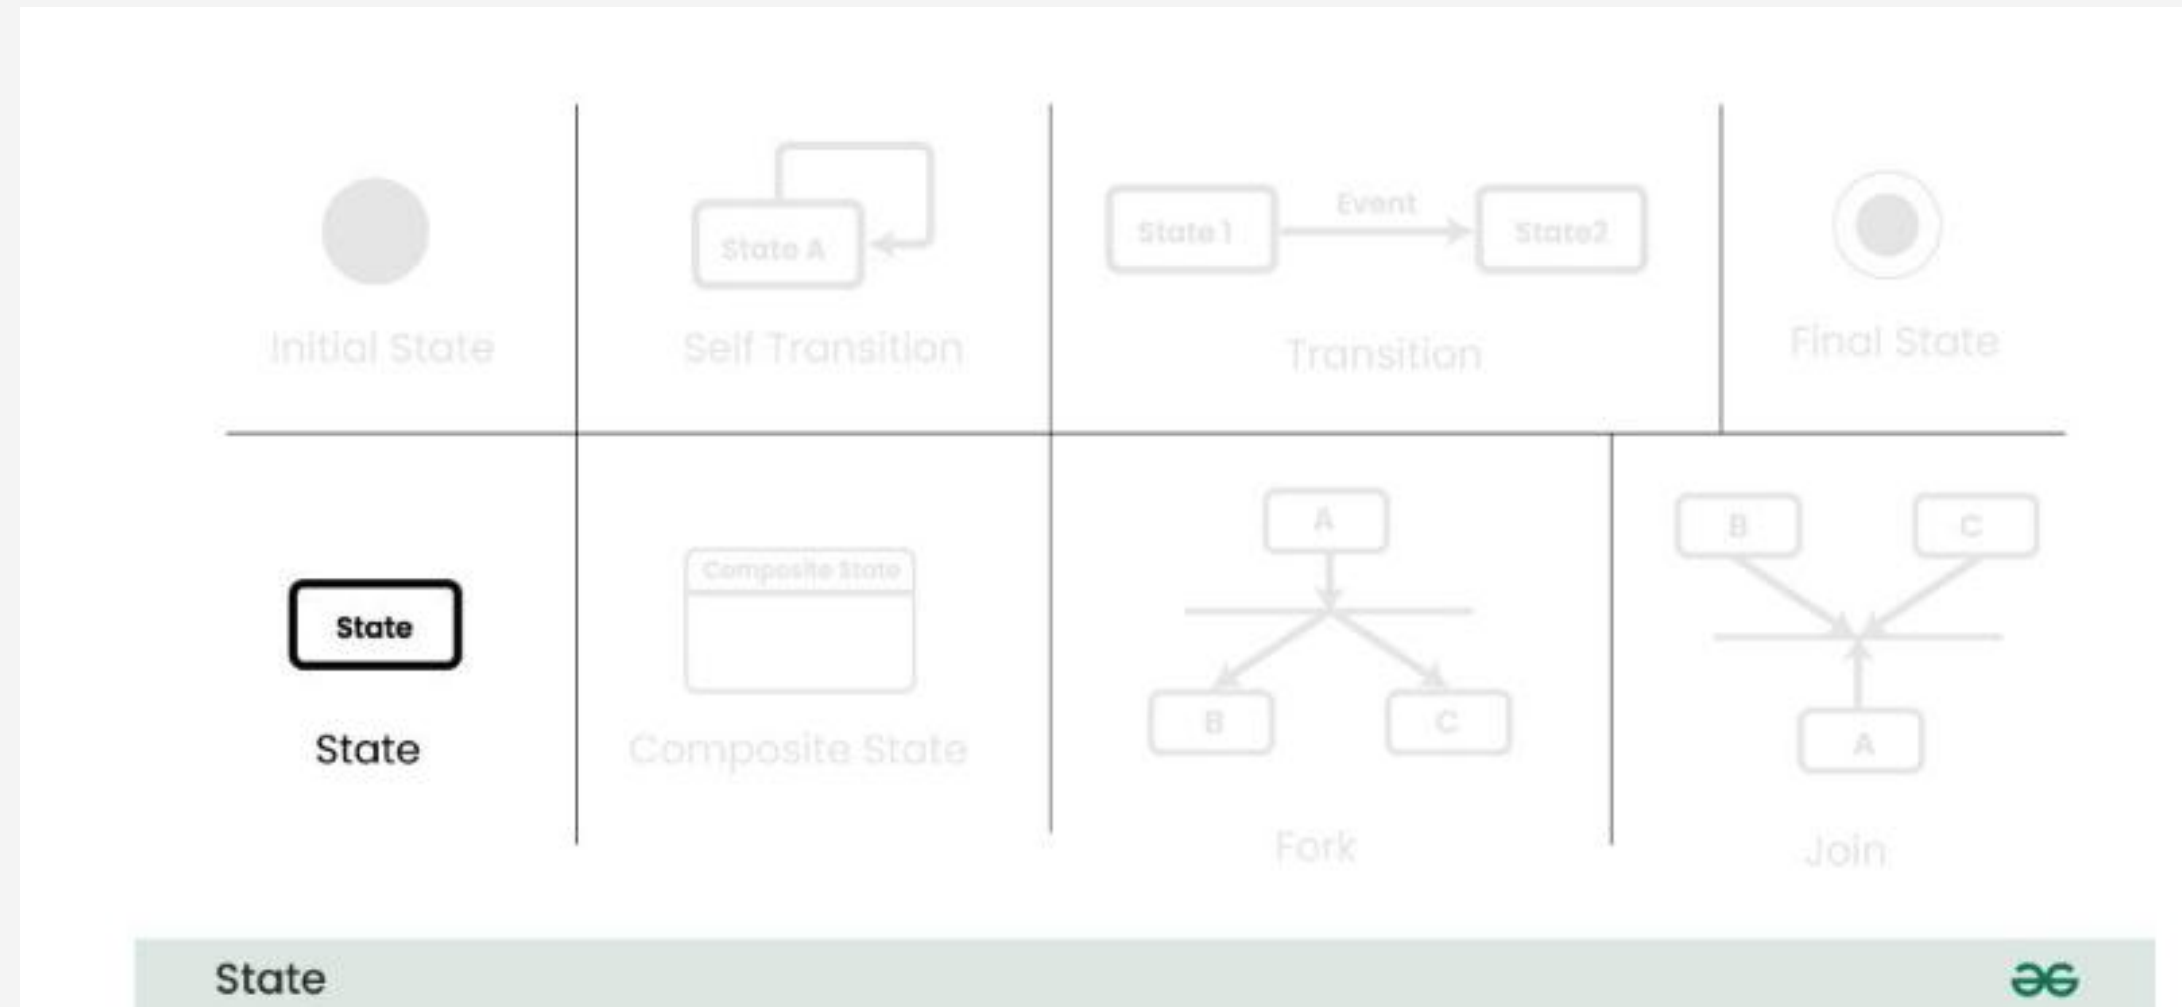 State A
Event
State 1
State2
Initial State
Self Transition
Transition
Final State
State
State
Composite State
Composite State
A
B
C
Fork
B
C
A
Join
State